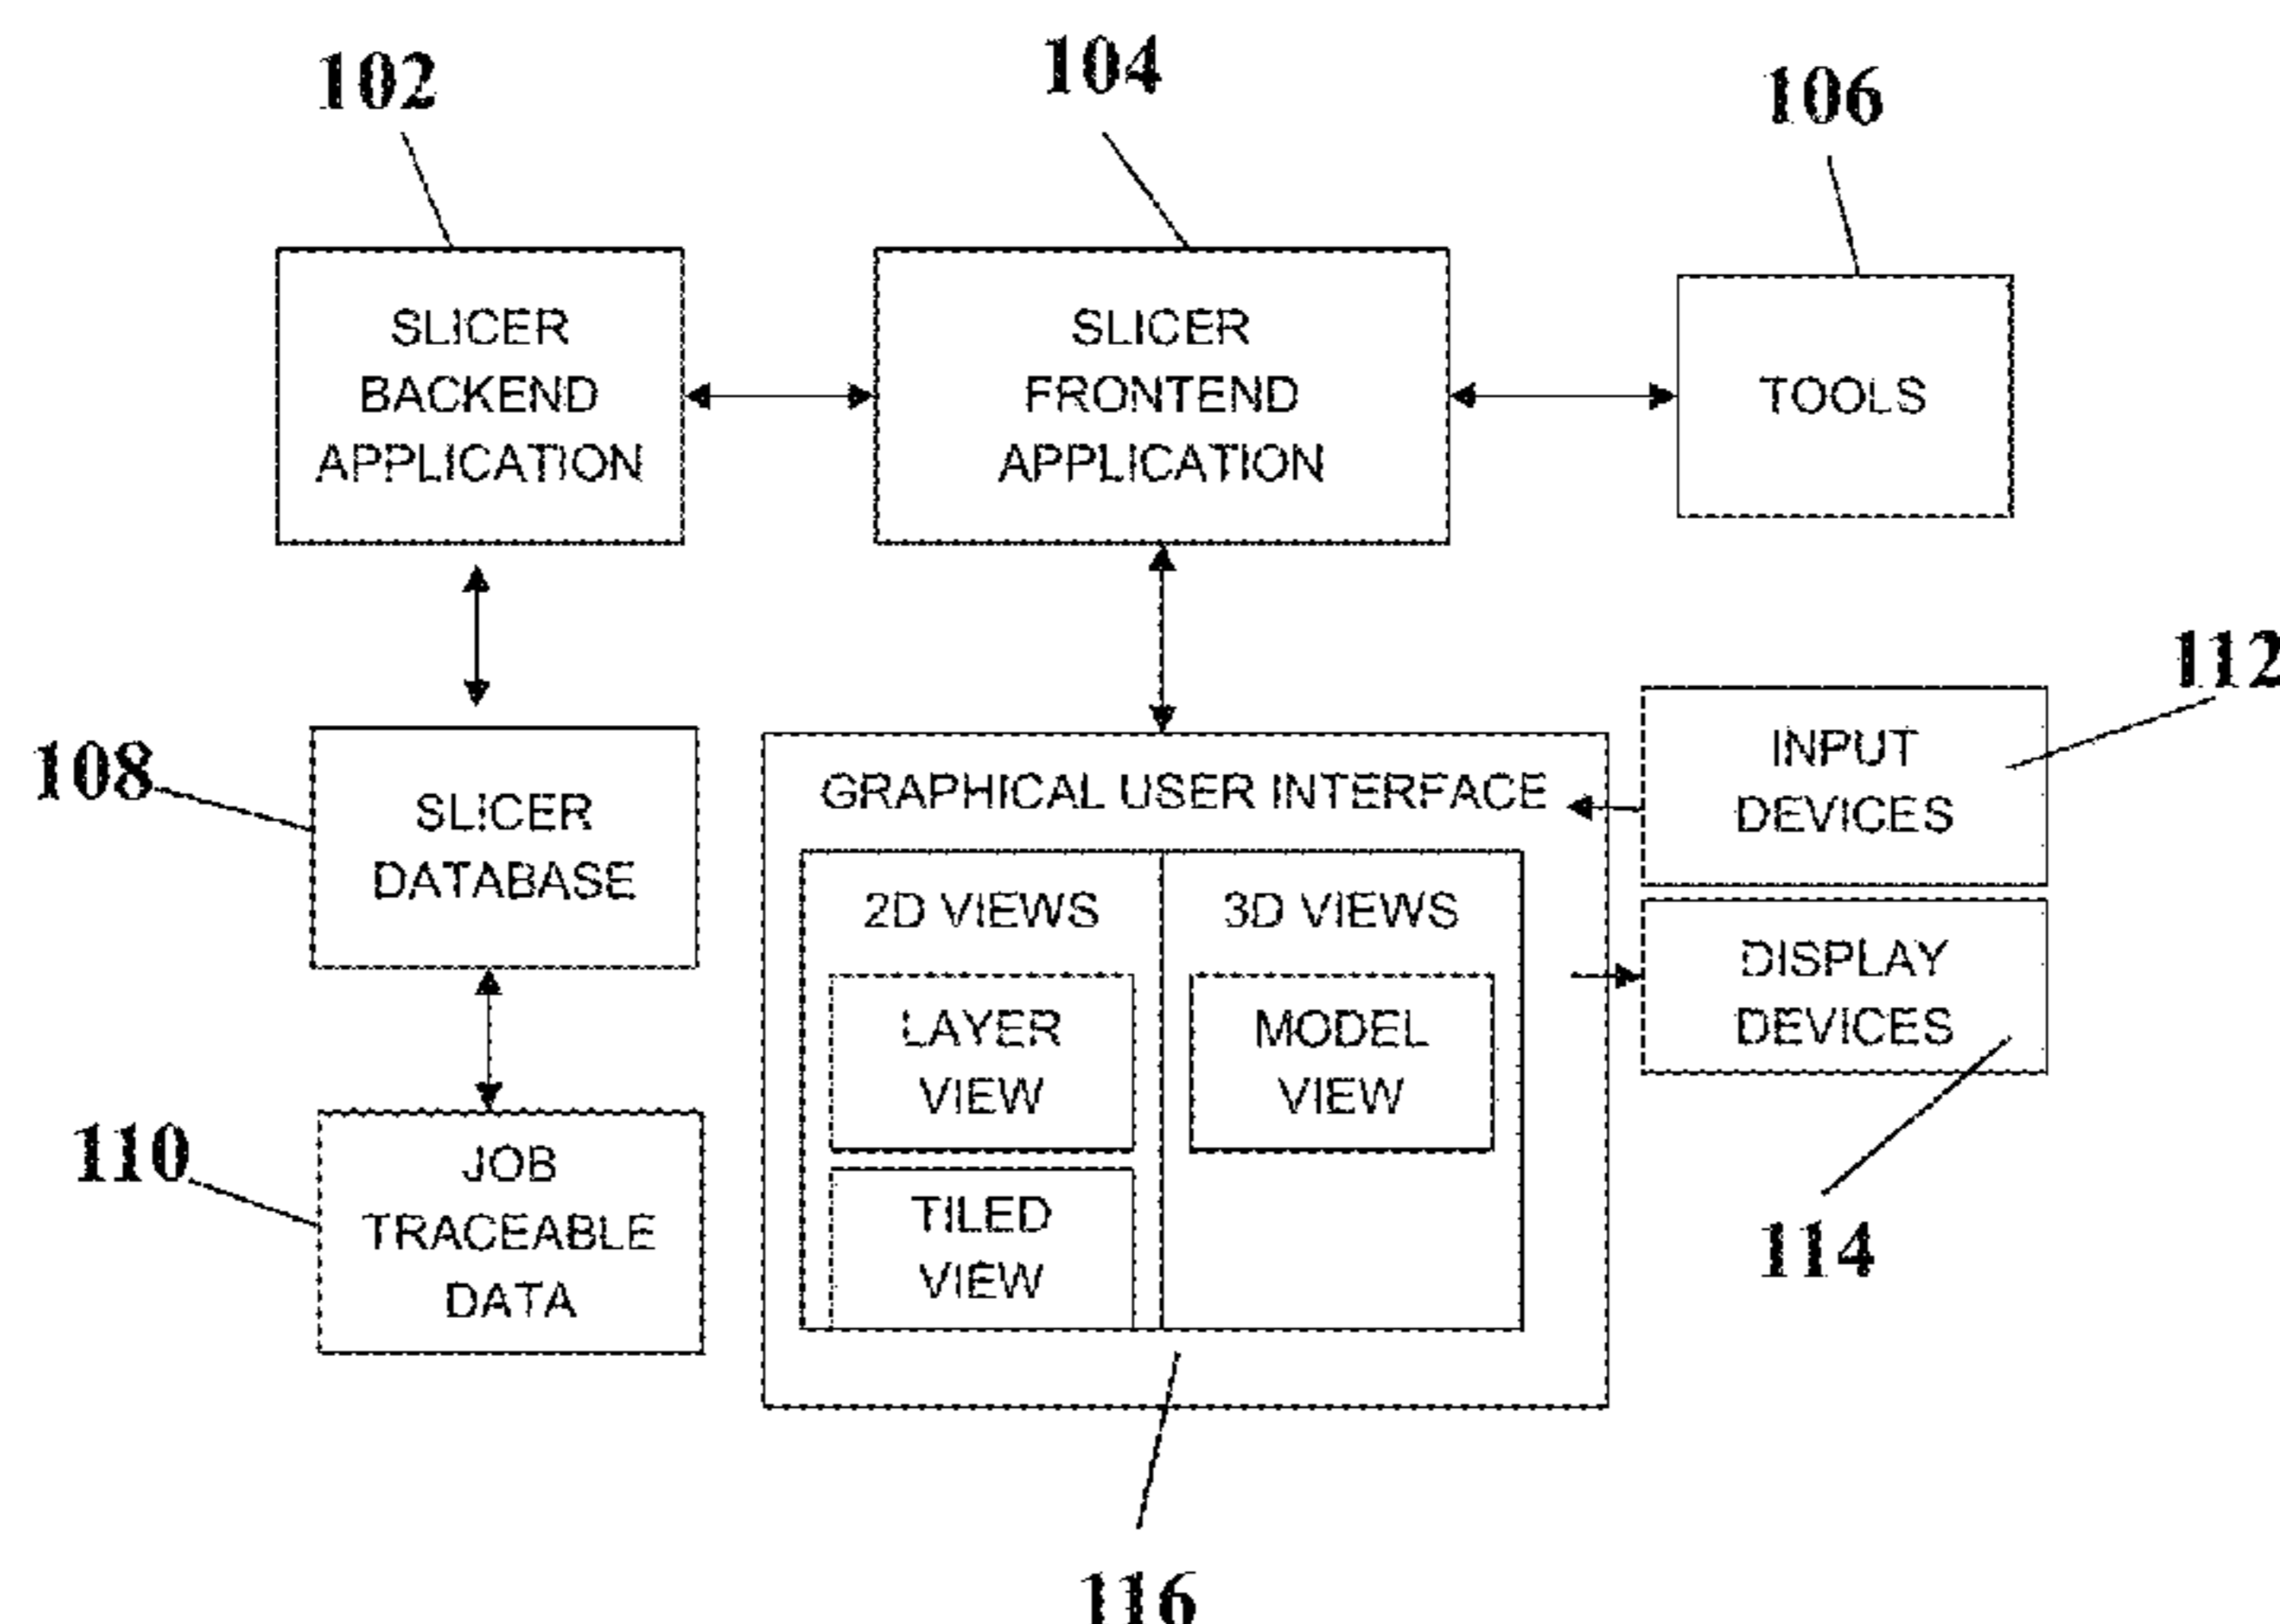 102
104
106
SLICER
BACKEND
APPLICATION
SLICER
FRONTEND
APPLICATION
TOOLS
108
SLICER
DATABASE
110
JOB
TRACEABLE
DATA
GRAPHICAL USER INTERFACE
2D VIEWS
LAYER
VIEW
TILED
VIEW
3D VIEWS
MODEL
VIEW
112
INPUT
DEVICES
DISPLAY
DEVICES
114
116